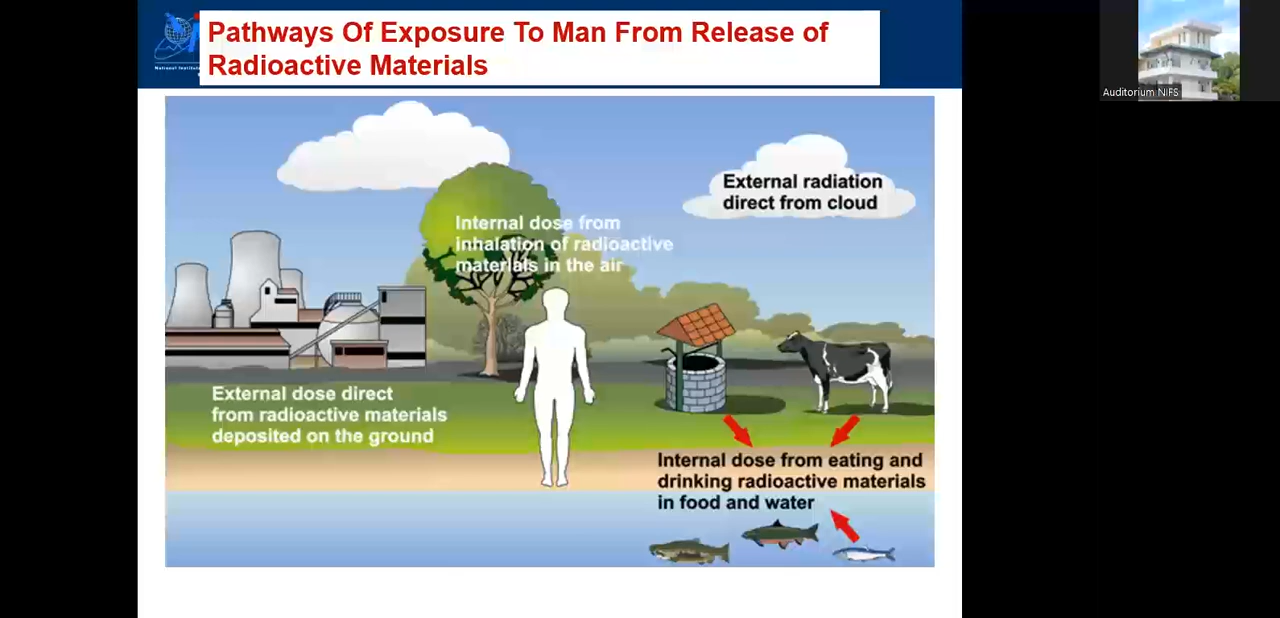 Pathways Of Exposure To Man From Release of
Radioactive Materials
National Institu
Auditorium NIFS
External radiation
direct from cloud
Internal dose from
inhalation of radioactive
materials in the air
External dose direct
from radioactive materials
deposited on the ground
Internal dose from eating and
drinking radioactive materials
in food and water